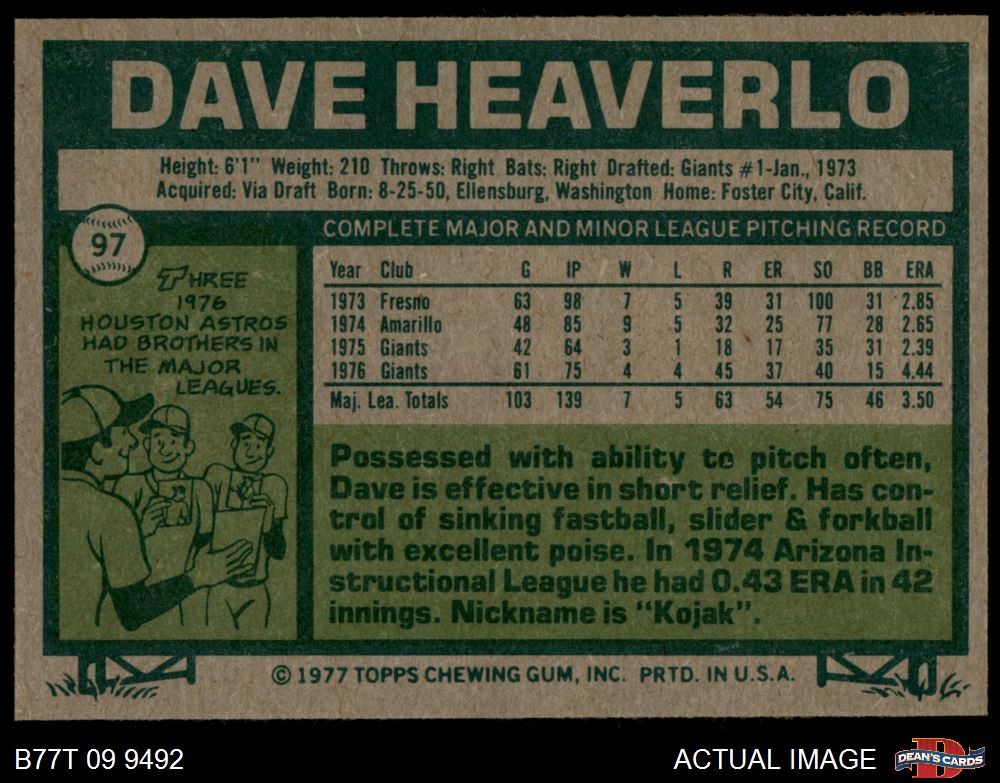 DAVE HEAVERLO
Height: 6'1" Weight: 210 Throws: Right Bats: Right Drafted: Giants #1-Jan., 1973
Acquired: Via Draft Born: 8-25-50, Ellensburg, Washington Home: Foster City, Calif.
97
THREE
1976
HOUSTON ASTROS
HAD BROTHERS IN
THE MAJOR
LEAGUES.
COMPLETE MAJOR AND MINOR LEAGUE PITCHING RECORD
Year Club G IP W L R ER SO BB ERA
1973 Fresno 63 98 7 5 39 31 100 31 2.85
1974 Amarillo 48 85 9 5 32 25 77 28 2.65
1975 Giants 42 64 3 1 18 17 35 31 2.39
1976 Giants 61 75 4 4 45 37 40 15 4.44
Maj. Lea. Totals 103 139 7 5 63 54 75 46 3.50
Possessed with ability to pitch often,
Dave is effective in short relief. Has con-
trol of sinking fastball, slider & forkball
with excellent poise. In 1974 Arizona In-
structional League he had 0.43 ERA in 42
innings. Nickname is "Kojak".
© 1977 TOPPS CHEWING GUM, INC. PRTD. IN U.S.A.
B77T 09 9492
ACTUAL IMAGE
D
DEAN'S CARDS